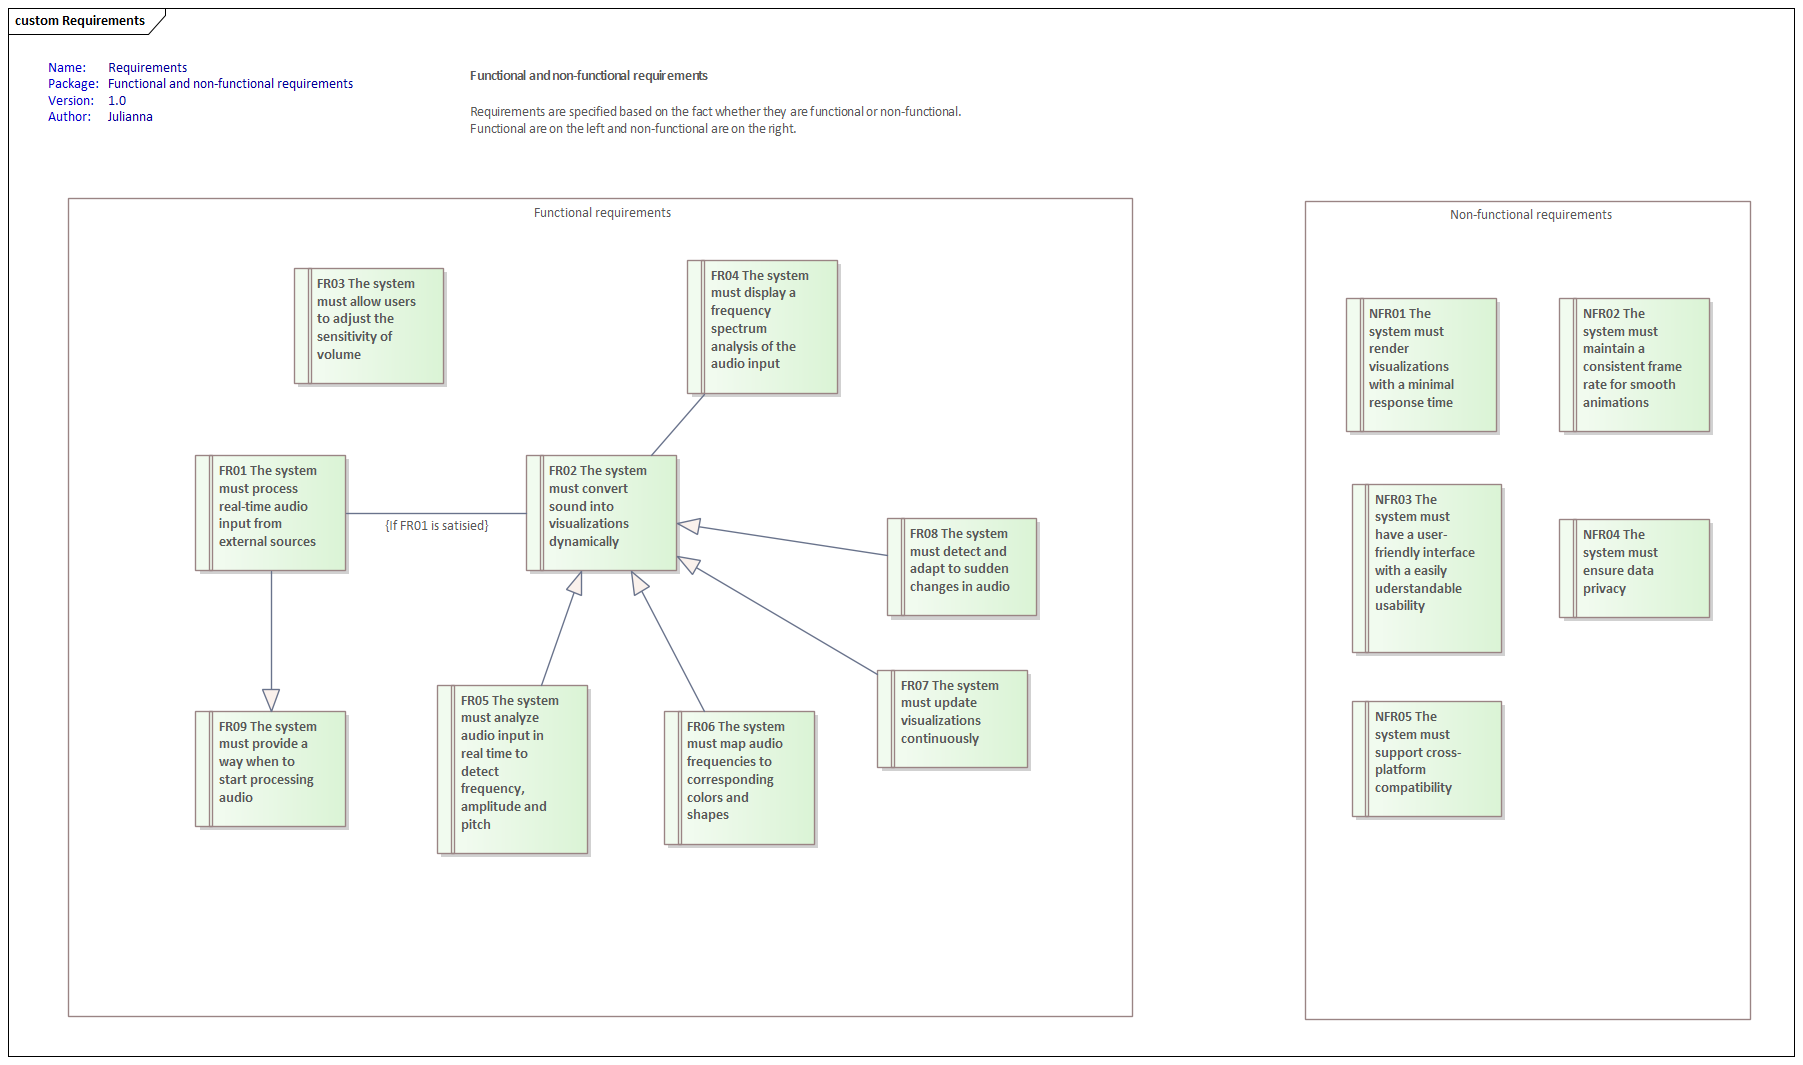 custom Requirements
Name: Requirements
Package: Functional and non-functional requirements
Version: 1.0
Author: Julianna
Functional and non-functional requirements
Requirements are specified based on the fact whether they are functional or non-functional.
Functional are on the left and non-functional are on the right.
Functional requirements
FR03 The system
must allow users
to adjust the
sensitivity of
volume
FR04 The system
must display a
frequency
spectrum
analysis of the
audio input
FR01 The system
must process
real-time audio
input from
external sources
{If FR01 is satisied}
FR02 The system
must convert
sound into
visualizations
dynamically
FR08 The system
must detect and
adapt to sudden
changes in audio
FR09 The system
must provide a
way when to
start processing
audio
FR05 The system
must analyze
audio input in
real time to
detect
frequency,
amplitude and
pitch
FR06 The system
must map audio
frequencies to
corresponding
colors and
shapes
FR07 The system
must update
visualizations
continuously
Non-functional requirements
NFR01 The
system must
render
visualizations
with a minimal
response time
NFR02 The
system must
maintain a
consistent frame
rate for smooth
animations
NFR03 The
system must
have a user-
friendly interface
with a easily
uderstandable
usability
NFR04 The
system must
ensure data
privacy
NFR05 The
system must
support cross-
platform
compatibility